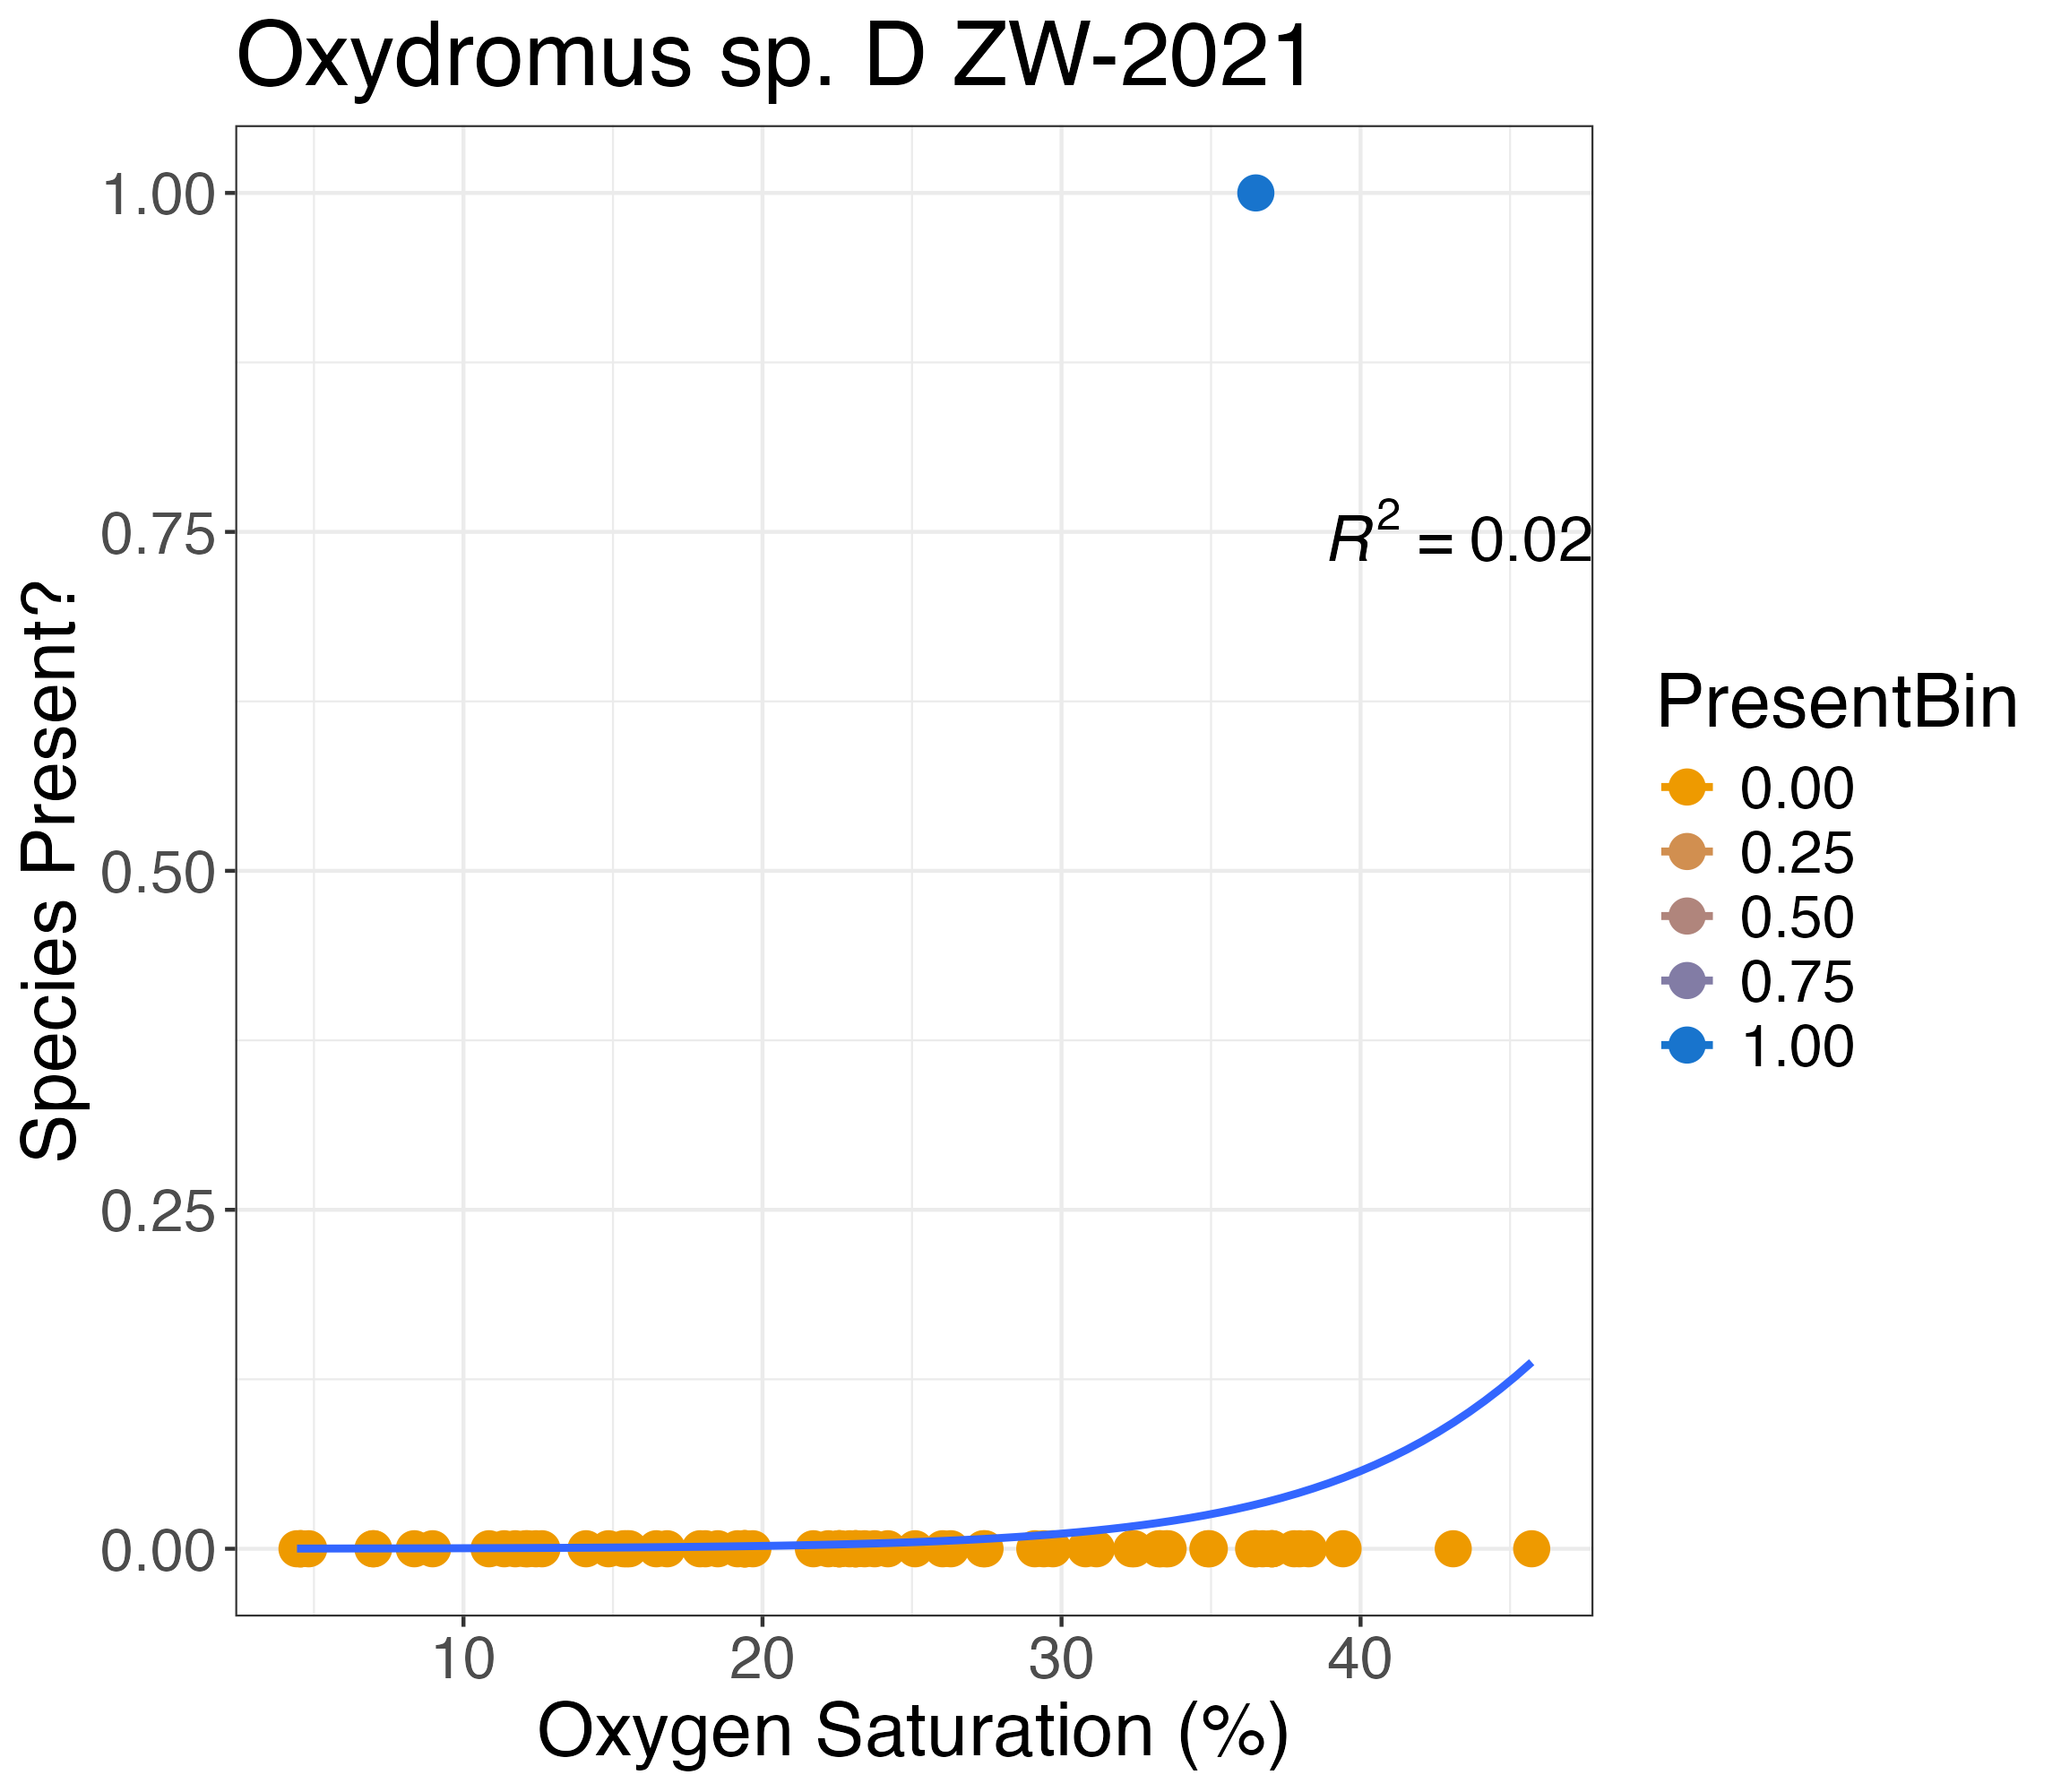 Oxydromus sp. D ZW-2021
1.00
0.75
0.50
0.25
0.00
Species Present?
R² = 0.02
10 20 30 40
Oxygen Saturation (%)
PresentBin
0.00
0.25
0.50
0.75
1.00